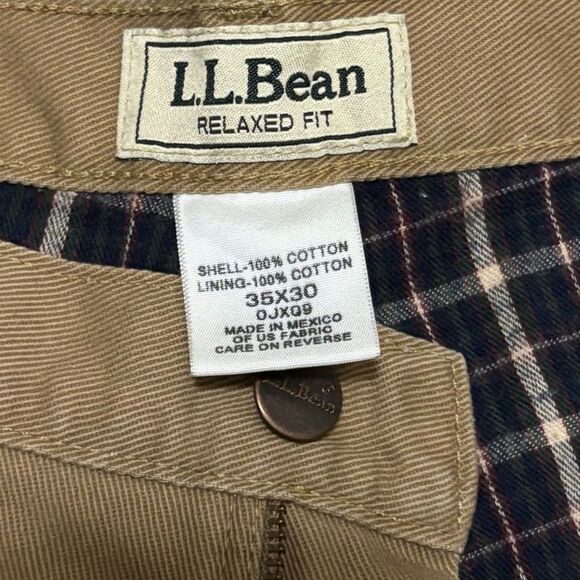 L.L.Bean
RELAXED FIT
SHELL-100% COTTON
LINING-100% COTTON
35X30
0JXQ9
MADE IN MEXICO
OF US FABRIC
CARE ON REVERSE
L.L.Bean